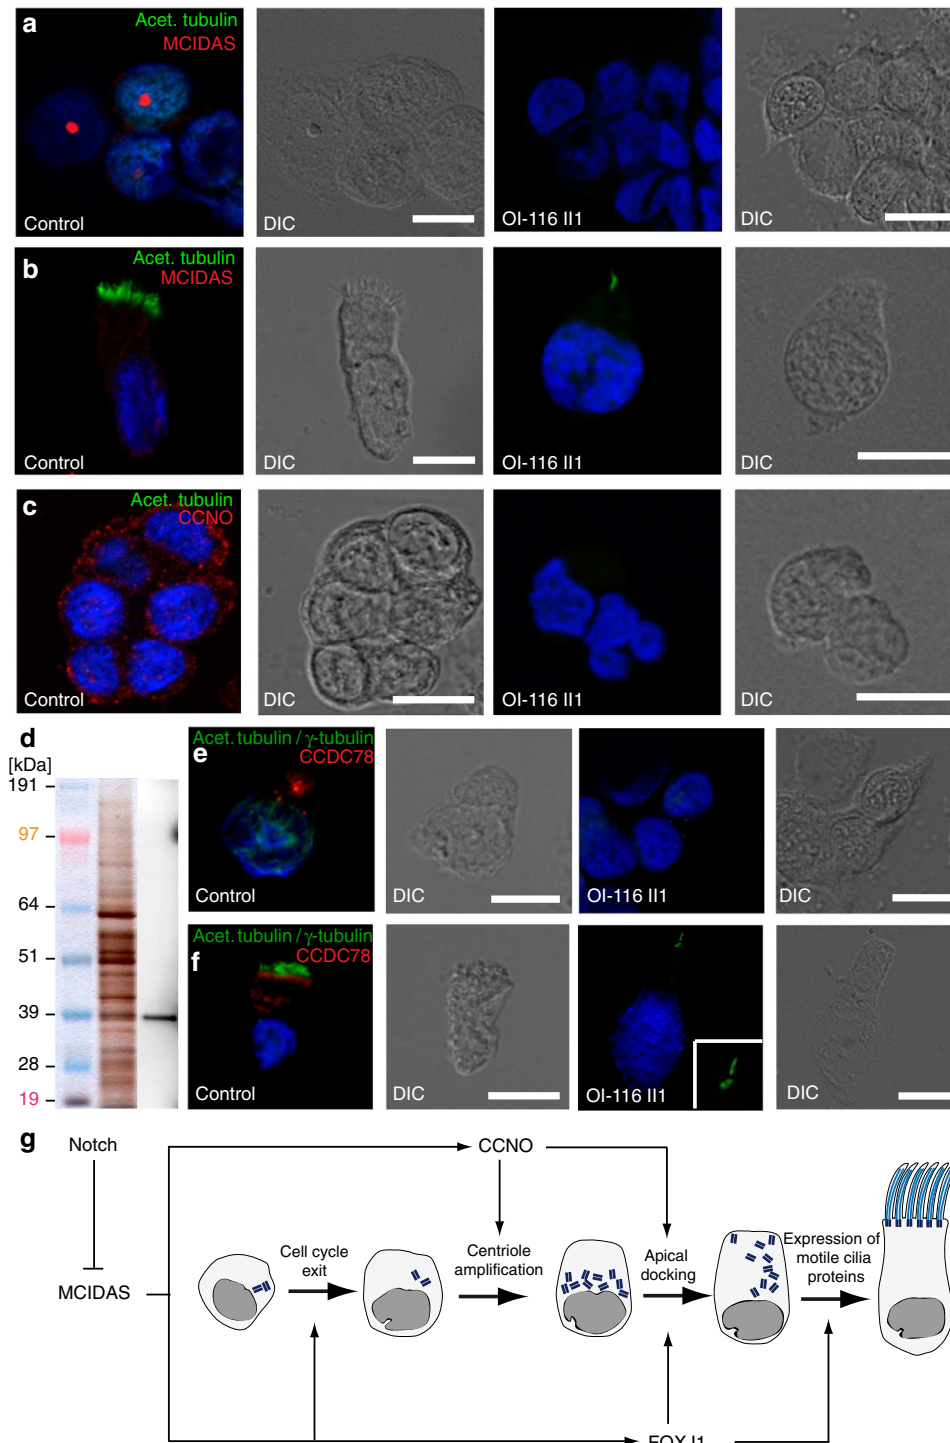 a
Acet. tubulin
MCIDAS
Control
DIC
OI-116 II1
DIC
b
Acet. tubulin
MCIDAS
Control
DIC
OI-116 II1
DIC
c
Acet. tubulin
CCNO
Control
DIC
OI-116 II1
DIC
d
[kDa]
191
97
64
51
39
28
19
e
Acet. tubulin / γ-tubulin
CCDC78
Control
DIC
OI-116 II1
DIC
f
Acet. tubulin / γ-tubulin
CCDC78
Control
DIC
OI-116 II1
DIC
g
Notch
MCIDAS
CCNO
Cell cycle
exit
Centriole
amplification
Apical
docking
Expression of
motile cilia
proteins
FOXJ1